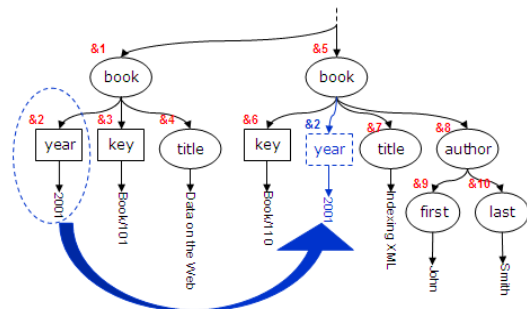 &1
&5
book
book
&2
&3
&4
&6
&2
&7
&8
year
key
title
key
year
title
author
&9
&10
2001
Book/101
Data on the Web
Book/110
2001
Indexing XML
first
last
John
Smith